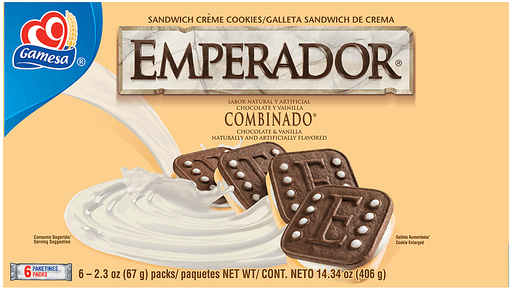 SANDWICH CRÈME COOKIES/GALLETA SANDWICH DE CREMA
Gamesa®
EMPERADOR®
SABOR NATURAL Y ARTIFICIAL
CHOCOLATE Y VAINILLA
COMBINADO®
CHOCOLATE & VANILLA
NATURALLY AND ARTIFICIALLY FLAVORED
E
E
E
E
Consumo Sugerido/
Serving Suggestion
Galleta Aumentada/
Cookie Enlarged
6 PAKETINES
PACKS
6 – 2.3 oz (67 g) packs/ paquetes NET WT/ CONT. NETO 14.34 oz (406 g)